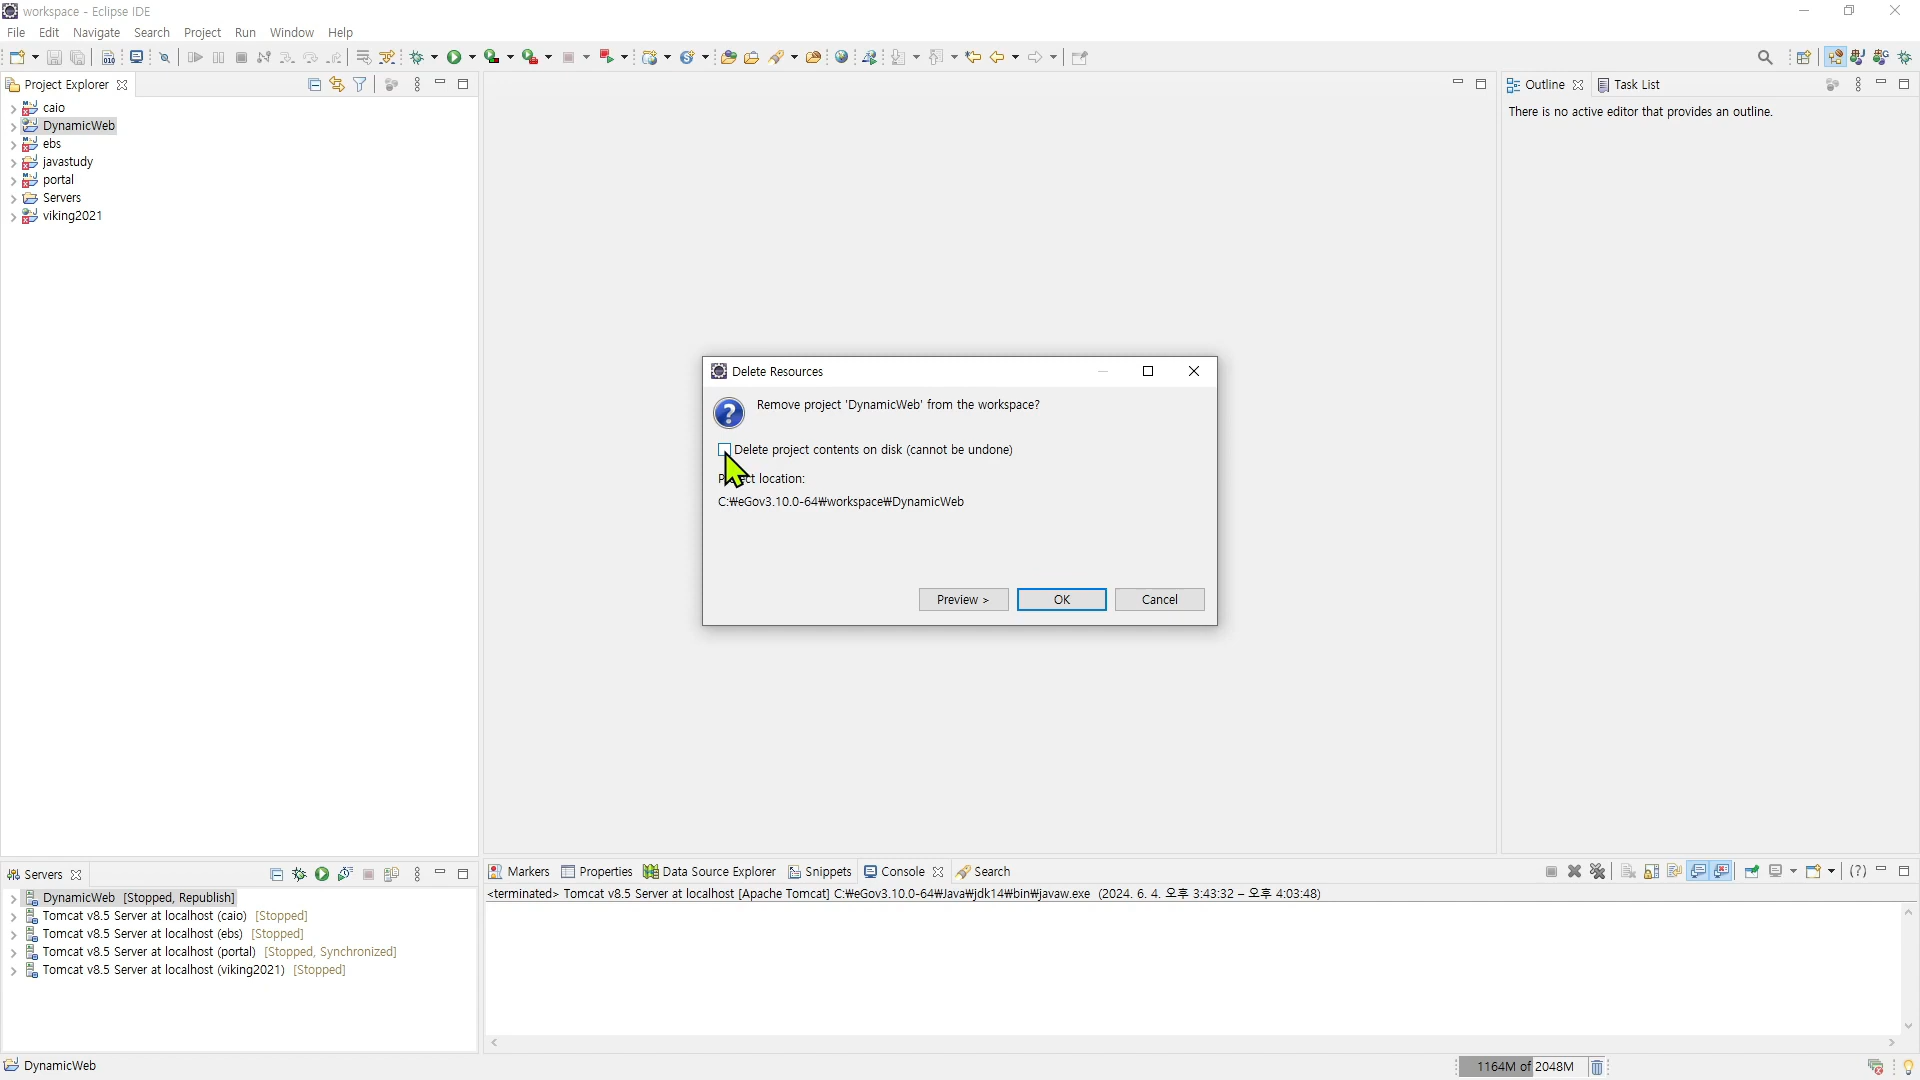 workspace - Eclipse IDE
File Edit Navigate Search Project Run Window Help
Project Explorer
caio
DynamicWeb
ebs
javastudy
portal
Servers
viking2021
Outline Task List
There is no active editor that provides an outline.
Delete Resources
Remove project 'DynamicWeb' from the workspace?
Delete project contents on disk (cannot be undone)
location:
C:₩eGov3.10.0-64₩workspace₩DynamicWeb
Preview > OK Cancel
Servers
DynamicWeb [Stopped, Republish]
Tomcat v8.5 Server at localhost (caio) [Stopped]
Tomcat v8.5 Server at localhost (ebs) [Stopped]
Tomcat v8.5 Server at localhost (portal) [Stopped, Synchronized]
Tomcat v8.5 Server at localhost (viking2021) [Stopped]
Markers Properties Data Source Explorer Snippets Console Search
<terminated> Tomcat v8.5 Server at localhost [Apache Tomcat] C:₩eGov3.10.0-64₩Java₩jdk14₩bin₩javaw.exe (2024. 6. 4. 오후 3:43:32 – 오후 4:03:48)
DynamicWeb
1164M of 2048M